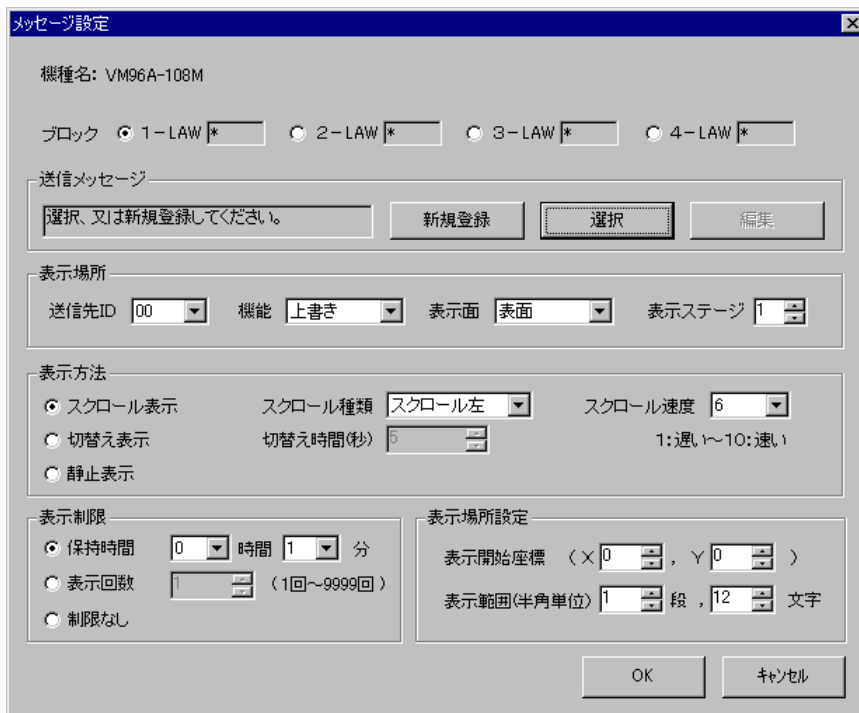 メッセージ設定
機種名: VM96A-108M
ブロック 1-LAW * 2-LAW * 3-LAW * 4-LAW *
送信メッセージ
選択、又は新規登録してください。 新規登録 選択 編集
表示場所
送信先ID 00 機能 上書き 表示面 表面 表示ステージ 1
表示方法
スクロール表示 スクロール種類 スクロール左 スクロール速度 6
切替え表示 切替え時間(秒) 5 1:遅い~10:速い
静止表示
表示制限
保持時間 0 時間 1 分
表示回数 1 (1回~9999回)
制限なし
表示場所設定
表示開始座標 (X 0 , Y 0 )
表示範囲(半角単位) 1 段 , 12 文字
OK キャンセル